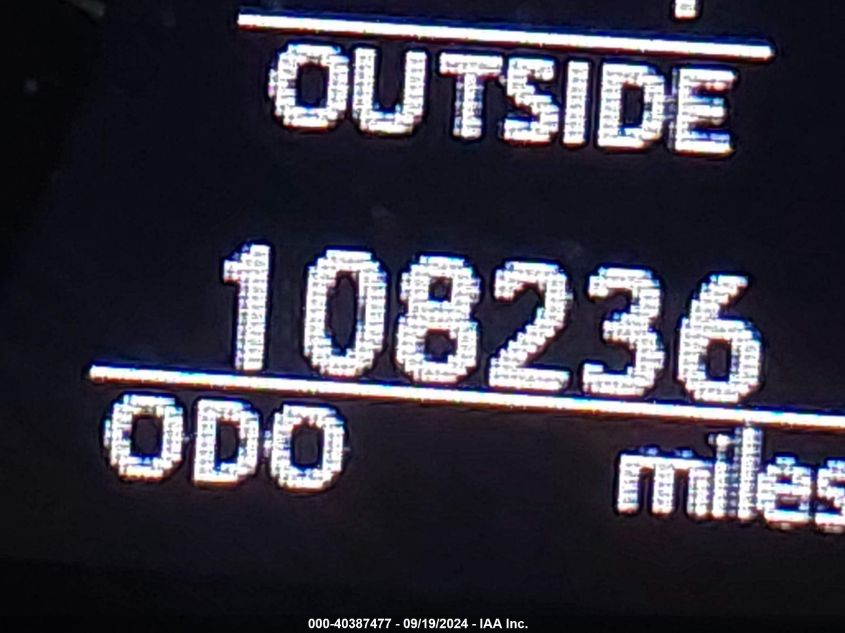 OUTSIDE
108236
ODO miles
000-40387477 - 09/19/2024 - IAA Inc.